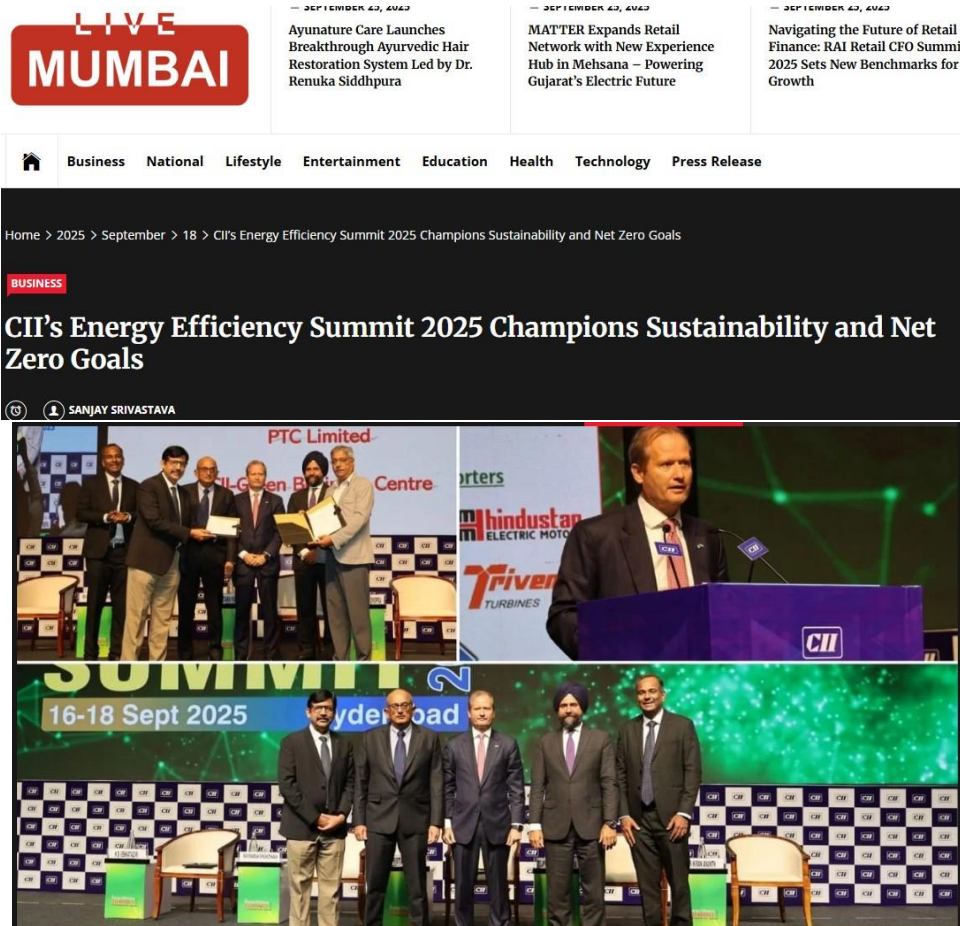 LIVE
MUMBAI
— SEPTEMBER 25, 2025
Ayunature Care Launches
Breakthrough Ayurvedic Hair
Restoration System Led by Dr.
Renuka Siddhpura
— SEPTEMBER 25, 2025
MATTER Expands Retail
Network with New Experience
Hub in Mehsana – Powering
Gujarat's Electric Future
— SEPTEMBER 25, 2025
Navigating the Future of Retail
Finance: RAI Retail CFO Summi
2025 Sets New Benchmarks for
Growth
Business National Lifestyle Entertainment Education Health Technology Press Release
Home > 2025 > September > 18 > CII's Energy Efficiency Summit 2025 Champions Sustainability and Net Zero Goals
BUSINESS
CII's Energy Efficiency Summit 2025 Champions Sustainability and Net
Zero Goals
SANJAY SRIVASTAVA
PTC Limited
Centre
orters
hindustan
ELECTRIC MOTO
Triven
TURBINES
CII
SUMMIT
16-18 Sept 2025